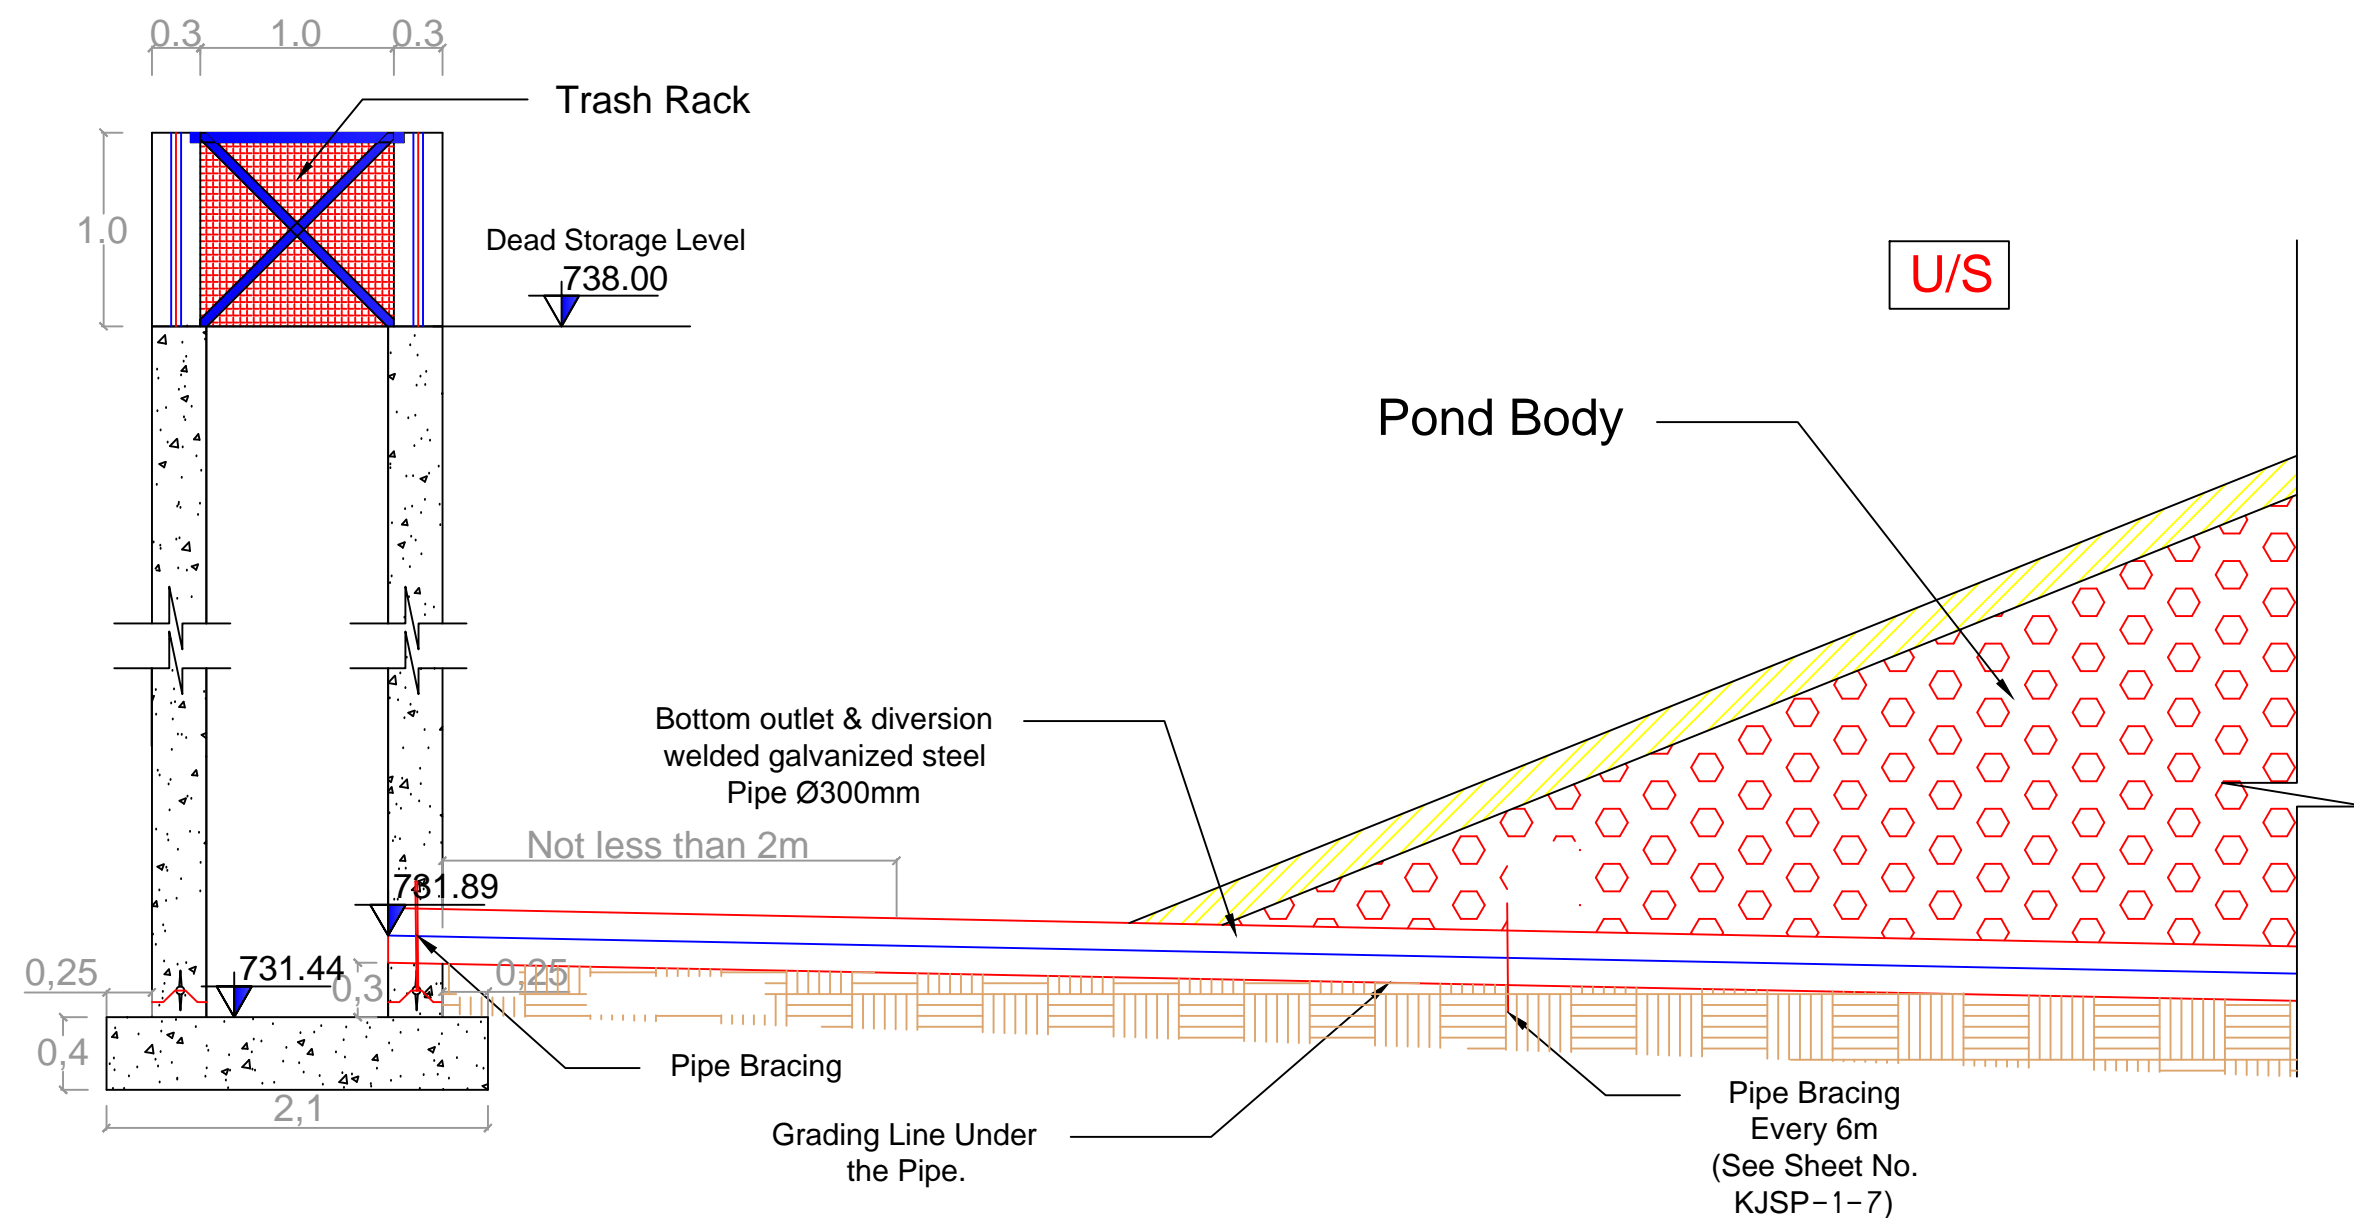 0.3
1.0
0.3
Trash Rack
1.0
Dead Storage Level
738.00
U/S
Pond Body
Bottom outlet & diversion
welded galvanized steel
Pipe Ø300mm
Not less than 2m
731.89
0,25
731.44
0,3
0,25
0,4
Pipe Bracing
2,1
Grading Line Under
the Pipe.
Pipe Bracing
Every 6m
(See Sheet No.
KJSP-1-7)